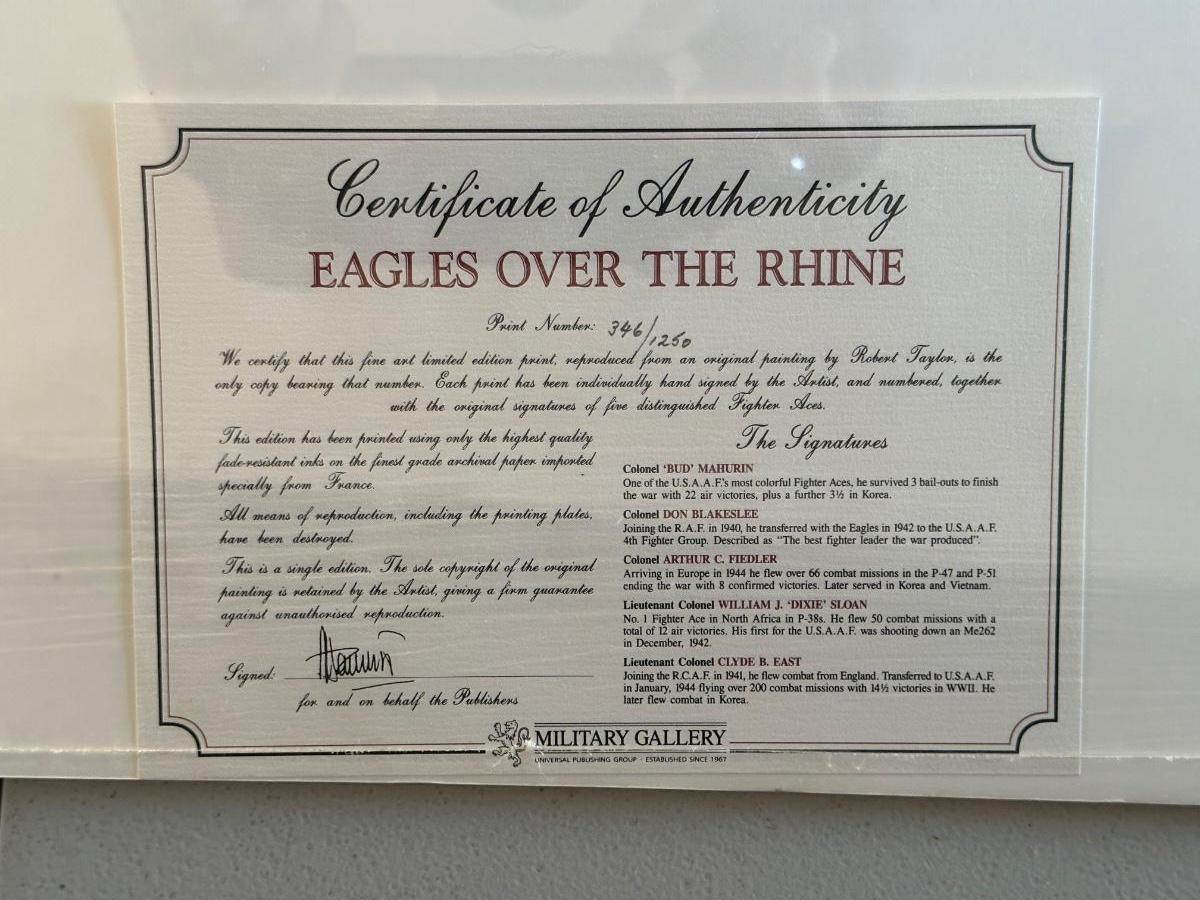 Certificate of Authenticity
EAGLES OVER THE RHINE
Print Number: 346/1250
We certify that this fine art limited edition print, reproduced from an original painting by Robert Taylor, is the
only copy bearing that number. Each print has been individually hand signed by the Artist, and numbered, together
with the original signatures of five distinguished Fighter Aces.
This edition has been printed using only the highest quality
fade-resistant inks on the finest grade archival paper imported
specially from France.
All means of reproduction, including the printing plates,
have been destroyed.
This is a single edition. The sole copyright of the original
painting is retained by the Artist, giving a firm guarantee
against unauthorised reproduction.
Signed:
for and on behalf the Publishers
The Signatures
Colonel ‘BUD’ MAHURIN
One of the U.S.A.A.F.'s most colorful Fighter Aces, he survived 3 bail-outs to finish
the war with 22 air victories, plus a further 3½ in Korea.
Colonel DON BLAKESLEE
Joining the R.A.F. in 1940, he transferred with the Eagles in 1942 to the U.S.A.A.F.
4th Fighter Group. Described as “The best fighter leader the war produced”.
Colonel ARTHUR C. FIEDLER
Arriving in Europe in 1944 he flew over 66 combat missions in the P-47 and P-51
ending the war with 8 confirmed victories. Later served in Korea and Vietnam.
Lieutenant Colonel WILLIAM J. ‘DIXIE’ SLOAN
No. 1 Fighter Ace in North Africa in P-38s. He flew 50 combat missions with a
total of 12 air victories. His first for the U.S.A.A.F. was shooting down an Me262
in December, 1942.
Lieutenant Colonel CLYDE B. EAST
Joining the R.C.A.F. in 1941, he flew combat from England. Transferred to U.S.A.A.F.
in January, 1944 flying over 200 combat missions with 14½ victories in WWII. He
later flew combat in Korea.
MILITARY GALLERY
UNIVERSAL PUBLISHING GROUP · ESTABLISHED SINCE 1967